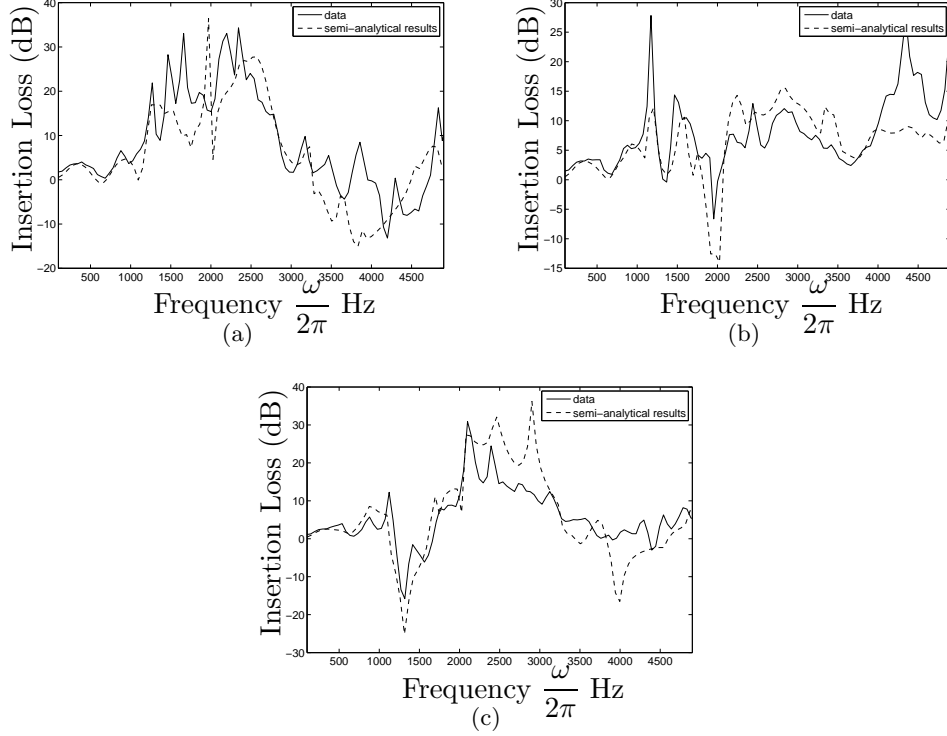 Insertion Loss (dB)
40
30
20
10
0
−10
−20
500 1000 1500 2000 2500 3000 3500 4000 4500
data
semi−analytical results
Frequency ω/2π Hz
(a)
Insertion Loss (dB)
30
25
20
15
10
5
0
−5
−10
−15
500 1000 1500 2000 2500 3000 3500 4000 4500
data
semi−analytical results
Frequency ω/2π Hz
(b)
Insertion Loss (dB)
40
30
20
10
0
−10
−20
−30
500 1000 1500 2000 2500 3000 3500 4000 4500
data
semi−analytical results
Frequency ω/2π Hz
(c)